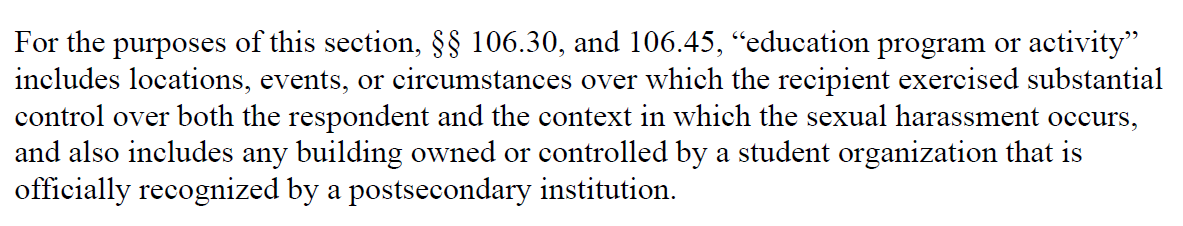 For the purposes of this section, §§ 106.30, and 106.45, “education program or activity”
includes locations, events, or circumstances over which the recipient exercised substantial
control over both the respondent and the context in which the sexual harassment occurs,
and also includes any building owned or controlled by a student organization that is
officially recognized by a postsecondary institution.